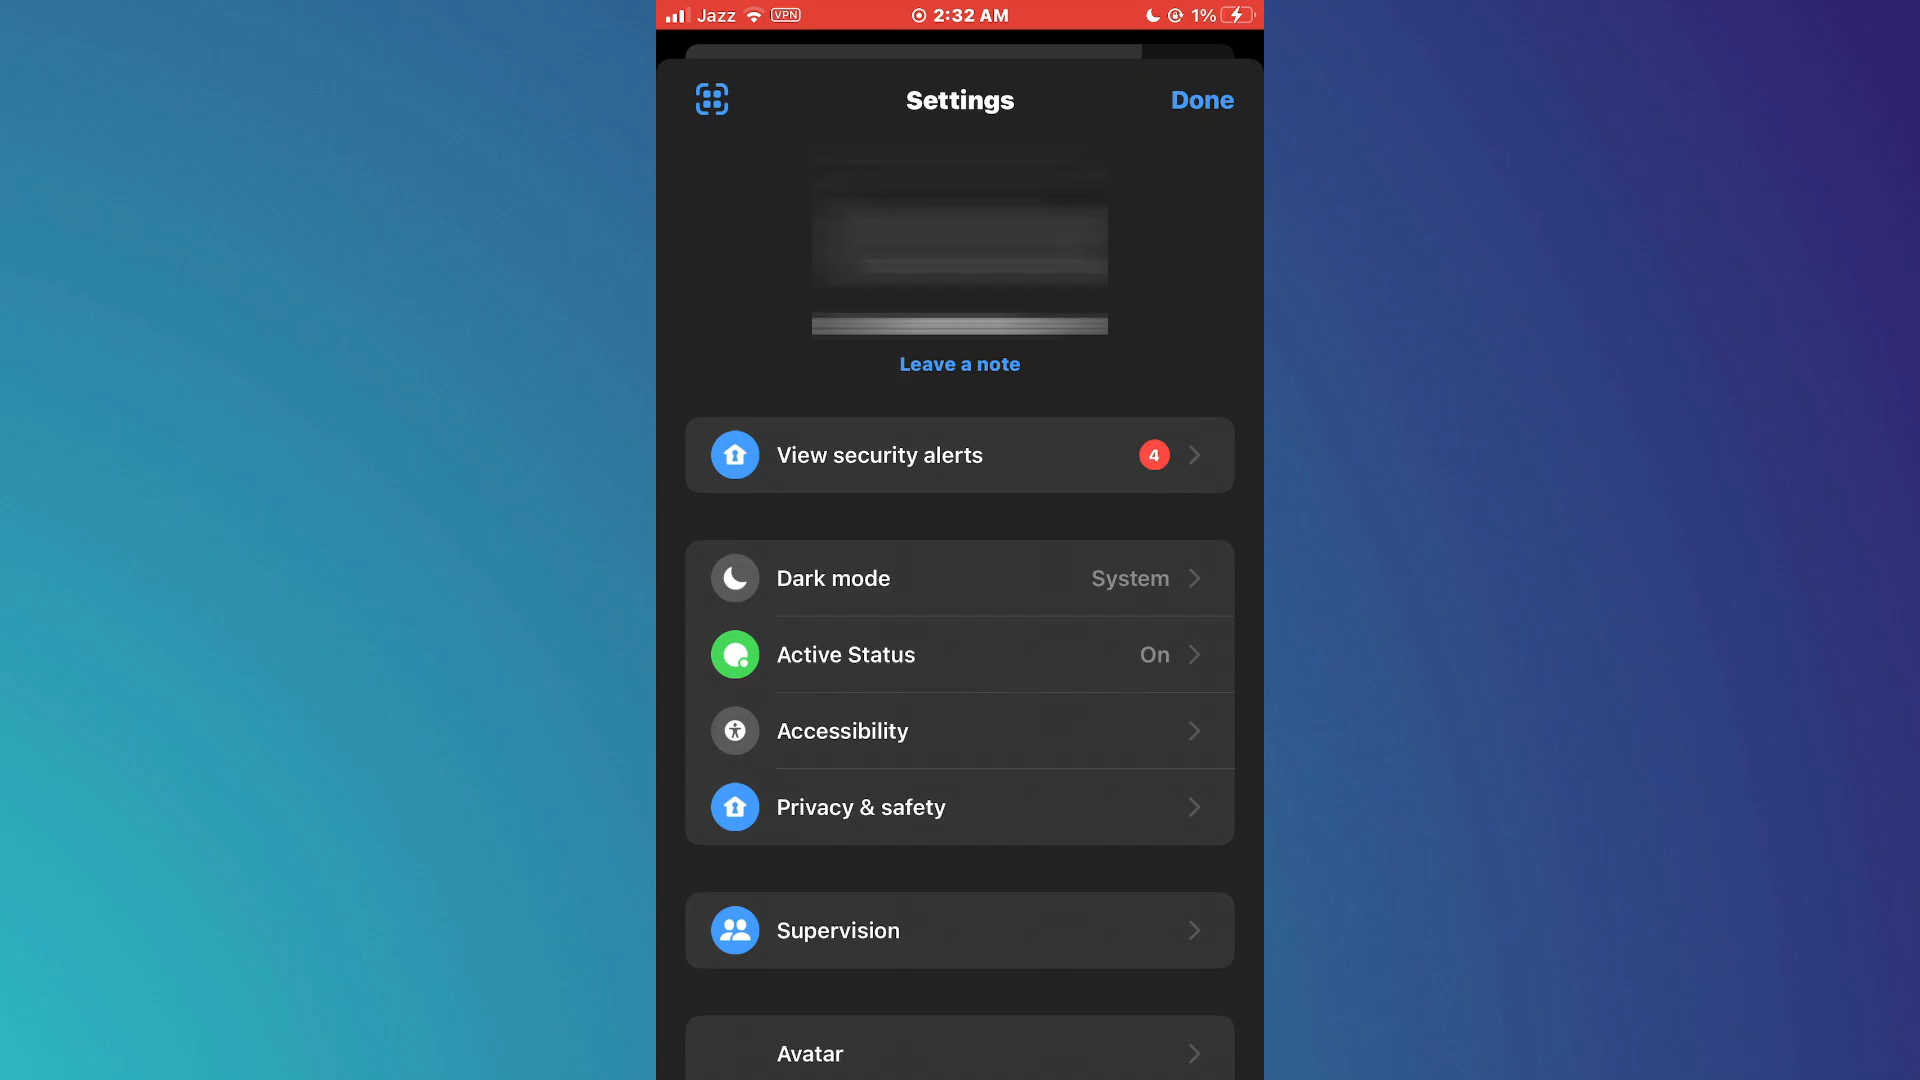 Jazz VPN 2:32 AM 1%
Settings Done
Leave a note
View security alerts 4
Dark mode System
Active Status On
Accessibility
Privacy & safety
Supervision
Avatar